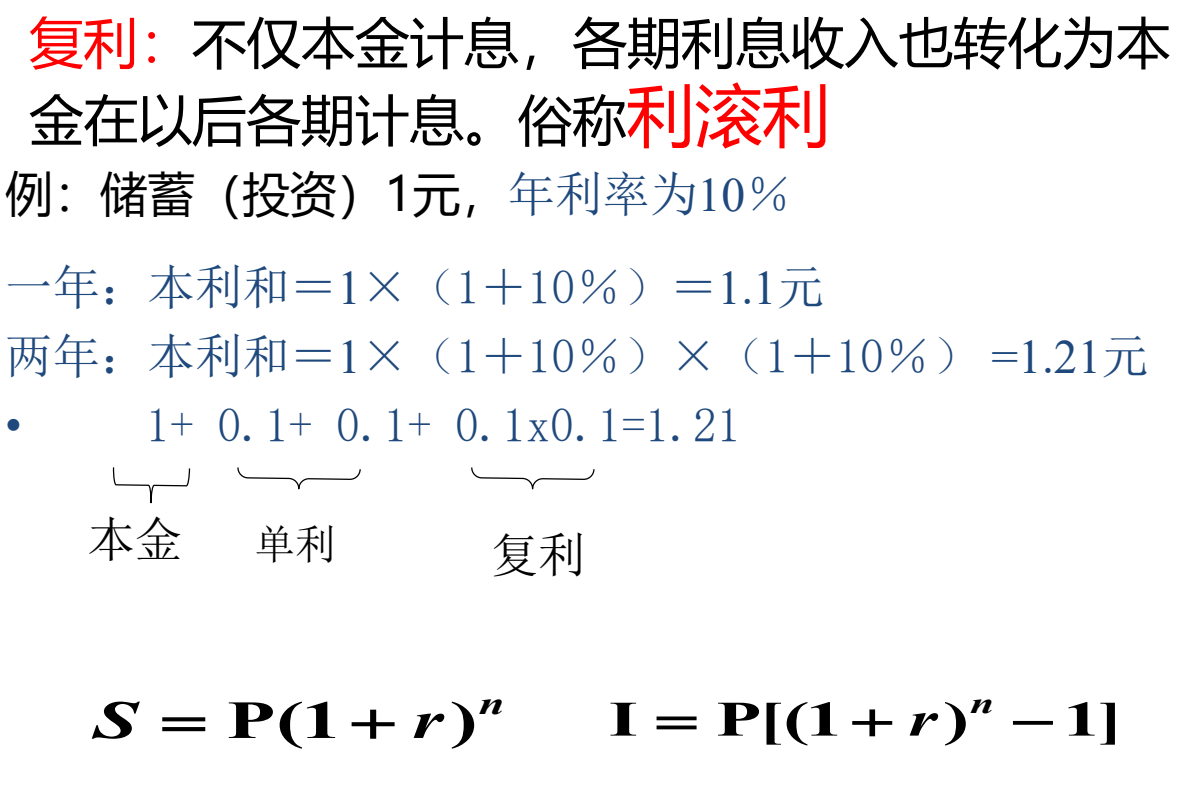 复利：不仅本金计息，各期利息收入也转化为本
金在以后各期计息。俗称利滚利
例：储蓄（投资）1元，年利率为10％
一年：本利和＝1×（1＋10％）＝1.1元
两年：本利和＝1×（1＋10％）×（1＋10％） =1.21元
• 1+ 0.1+ 0.1+ 0.1x0.1=1.21
本金 单利 复利
S = P(1 + r)ⁿ I = P[(1 + r)ⁿ − 1]